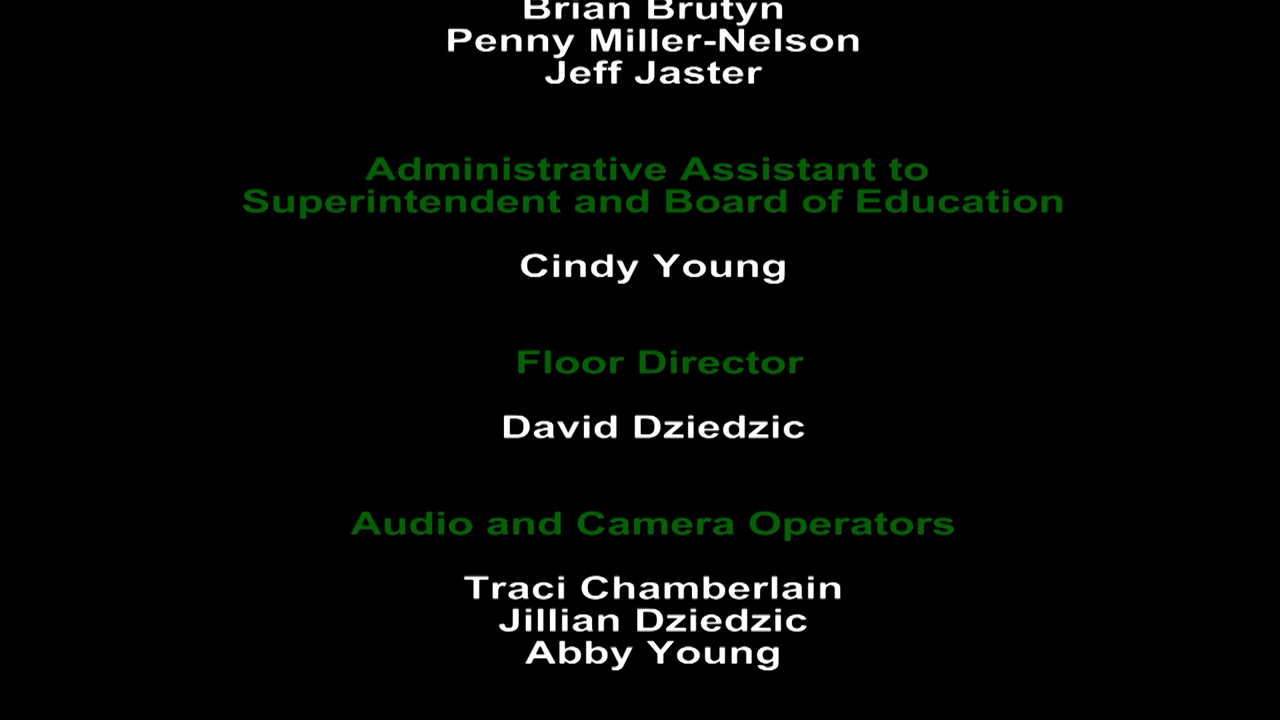 Brian Brutyn
Penny Miller-Nelson
Jeff Jaster
Administrative Assistant to
Superintendent and Board of Education
Cindy Young
Floor Director
David Dziedzic
Audio and Camera Operators
Traci Chamberlain
Jillian Dziedzic
Abby Young